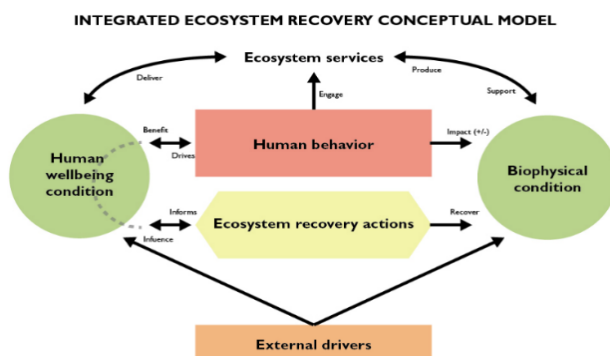 INTEGRATED ECOSYSTEM RECOVERY CONCEPTUAL MODEL
Ecosystem services
Deliver
Produce
Engage
Support
Benefit
Drives
Human behavior
Impact (+/-)
Human
wellbeing
condition
Biophysical
condition
Informs
Infuence
Ecosystem recovery actions
Recover
External drivers